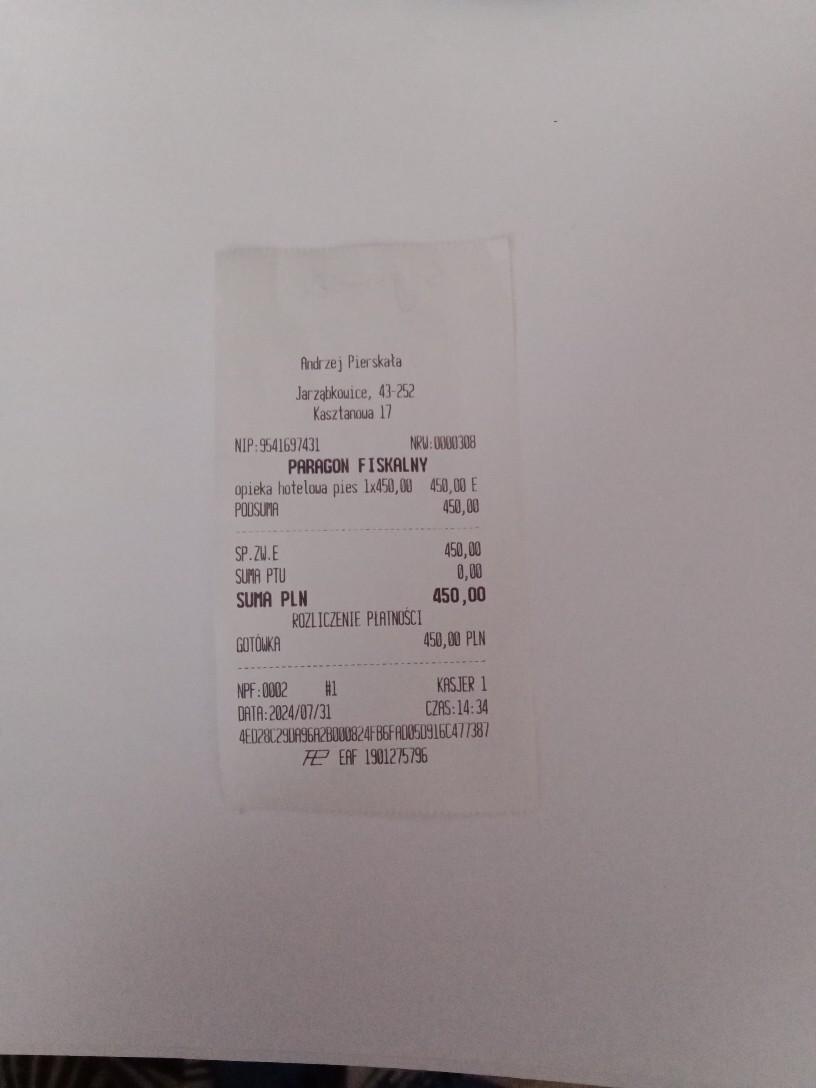 Andrzej Pierskała
Jarząbkowice, 43-252
Kasztanowa 17
NIP:9541697431 NRW:0000308
PARAGON FISKALNY
opieka hotelowa pies 1x450,00 450,00 E
PODSUMA 450,00
SP.ZW.E 450,00
SUMA PTU 0,00
SUMA PLN 450,00
ROZLICZENIE PŁATNOŚCI
GOTÓWKA 450,00 PLN
NPF:0002 #1 KASJER 1
DATA:2024/07/31 CZAS:14:34
4ED28C29DA96A2B000824FB6FAD05D916C477387
EAF 1901275796